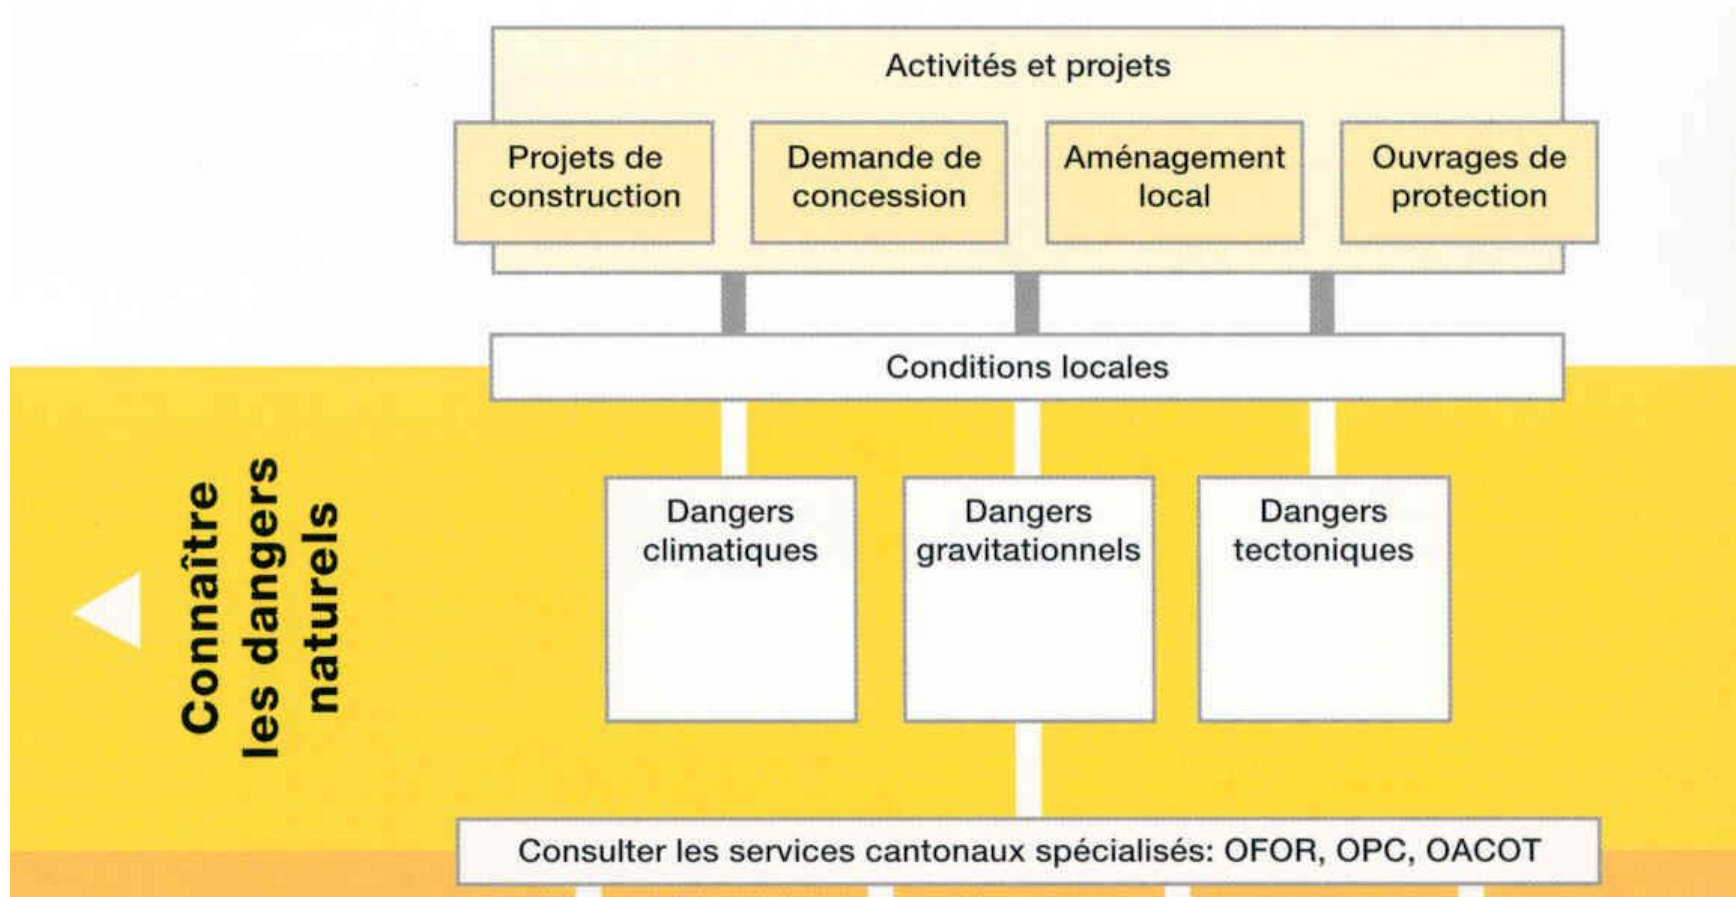 Activités et projets
Projets de
construction
Demande de
concession
Aménagement
local
Ouvrages de
protection
Conditions locales
Connaître
les dangers
naturels
Dangers
climatiques
Dangers
gravitationnels
Dangers
tectoniques
Consulter les services cantonaux spécialisés: OFOR, OPC, OACOT